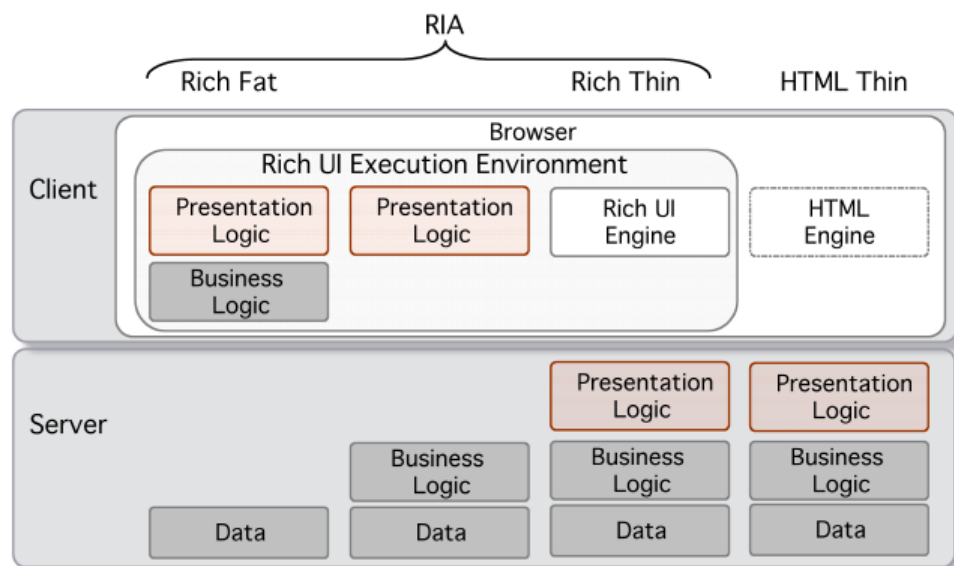 RIA
Rich Fat Rich Thin HTML Thin
Browser
Rich UI Execution Environment
Client
Presentation
Logic
Presentation
Logic
Rich UI
Engine
HTML
Engine
Business
Logic
Server
Presentation
Logic
Presentation
Logic
Business
Logic
Business
Logic
Business
Logic
Data Data Data Data